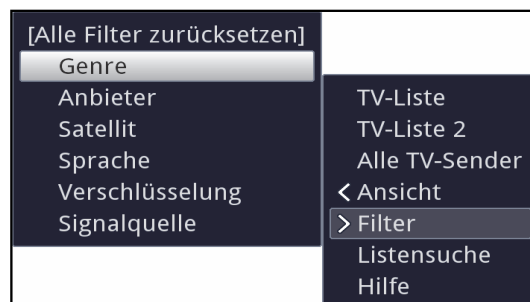 [Alle Filter zurücksetzen]
Genre
Anbieter
Satellit
Sprache
Verschlüsselung
Signalquelle
TV-Liste
TV-Liste 2
Alle TV-Sender
< Ansicht
> Filter
Listensuche
Hilfe